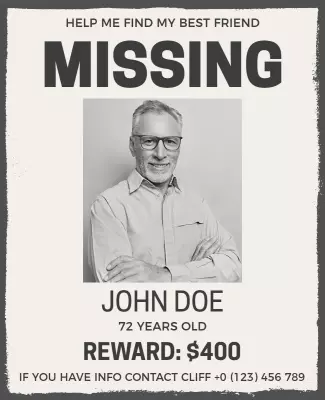 HELP ME FIND MY BEST FRIEND
MISSING
JOHN DOE
72 YEARS OLD
REWARD: $400
IF YOU HAVE INFO CONTACT CLIFF +0 (123) 456 789